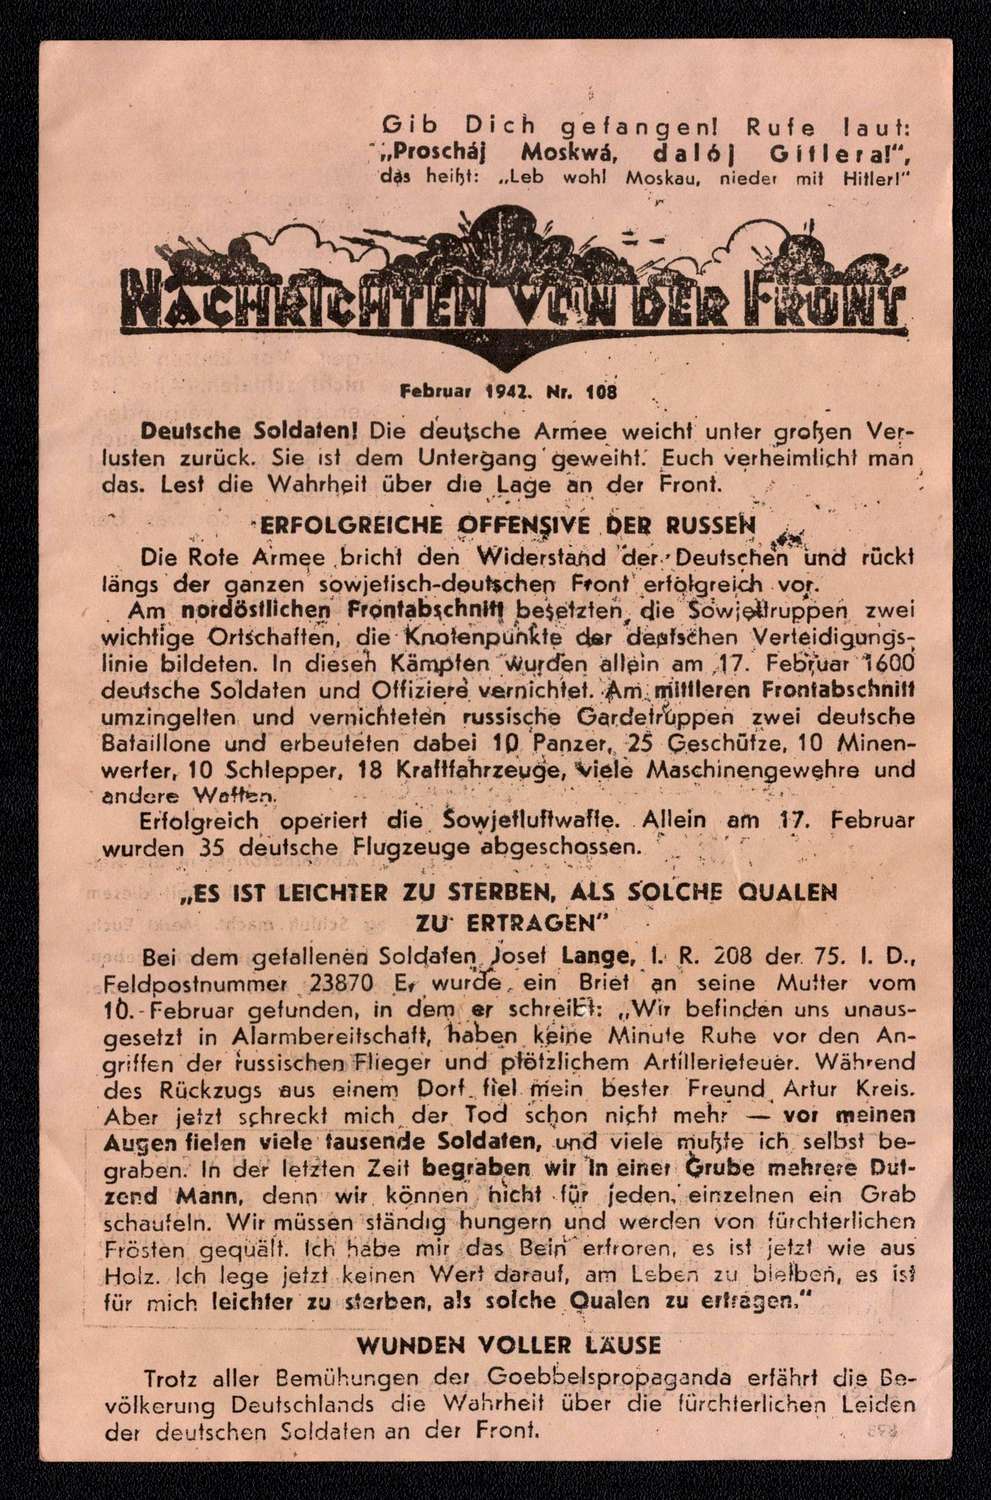 Gib Dich gefangen! Rufe laut:
„Proscháj Moskwá, dalój Gitlera!",
das heißt: „Leb wohl Moskau, nieder mit Hitler!"
NACHRICHTEN VON DER FRONT
Februar 1942. Nr. 108
Deutsche Soldaten! Die deutsche Armee weicht unter großen Ver-
lusten zurück. Sie ist dem Untergang geweiht. Euch verheimlicht man
das. Lest die Wahrheit über die Lage an der Front.
ERFOLGREICHE OFFENSIVE DER RUSSEN
Die Rote Armee bricht den Widerstand der Deutschen und rückt
längs der ganzen sowjetisch-deutschen Front erfolgreich vor.
Am nordöstlichen Frontabschnitt besetzten die Sowjettruppen zwei
wichtige Ortschaften, die Knotenpunkte der deutschen Verteidigungs-
linie bildeten. In diesen Kämpfen wurden allein am 17. Februar 1600
deutsche Soldaten und Offiziere vernichtet. Am mittleren Frontabschnitt
umzingelten und vernichteten russische Gardetruppen zwei deutsche
Bataillone und erbeuteten dabei 10 Panzer, 25 Geschütze, 10 Minen-
werfer, 10 Schlepper, 18 Kraftfahrzeuge, viele Maschinengewehre und
andere Waffen.
Erfolgreich operiert die Sowjetluftwaffe. Allein am 17. Februar
wurden 35 deutsche Flugzeuge abgeschossen.
„ES IST LEICHTER ZU STERBEN, ALS SOLCHE QUALEN
ZU ERTRAGEN"
Bei dem gefallenen Soldaten Josef Lange, I. R. 208 der 75. I. D.,
Feldpostnummer 23870 E, wurde ein Brief an seine Mutter vom
10. Februar gefunden, in dem er schreibt: „Wir befinden uns unaus-
gesetzt in Alarmbereitschaft, haben keine Minute Ruhe vor den An-
griffen der russischen Flieger und plötzlichem Artilleriefeuer. Während
des Rückzugs aus einem Dorf fiel mein bester Freund Artur Kreis.
Aber jetzt schreckt mich der Tod schon nicht mehr — vor meinen
Augen fielen viele tausende Soldaten, und viele mußte ich selbst be-
graben. In der letzten Zeit begraben wir in einer Grube mehrere Dut-
zend Mann, denn wir können nicht für jeden einzelnen ein Grab
schaufeln. Wir müssen ständig hungern und werden von fürchterlichen
Frösten gequält. Ich habe mir das Bein erfroren, es ist jetzt wie aus
Holz. Ich lege jetzt keinen Wert darauf, am Leben zu bleiben, es ist
für mich leichter zu sterben, als solche Qualen zu ertragen."
WUNDEN VOLLER LÄUSE
Trotz aller Bemühungen der Goebbelspropaganda erfährt die Be-
völkerung Deutschlands die Wahrheit über die fürchterlichen Leiden
der deutschen Soldaten an der Front.